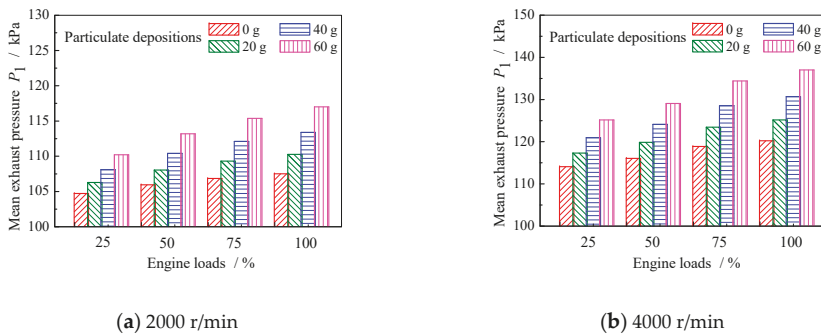 Particulate depositions
0 g
40 g
20 g
60 g
Mean exhaust pressure P1 / kPa
130
125
120
115
110
105
100
25 50 75 100
Engine loads / %
(a) 2000 r/min
Particulate depositions
0 g
40 g
20 g
60 g
Mean exhaust pressure P1 / kPa
150
140
130
120
110
100
25 50 75 100
Engine loads / %
(b) 4000 r/min